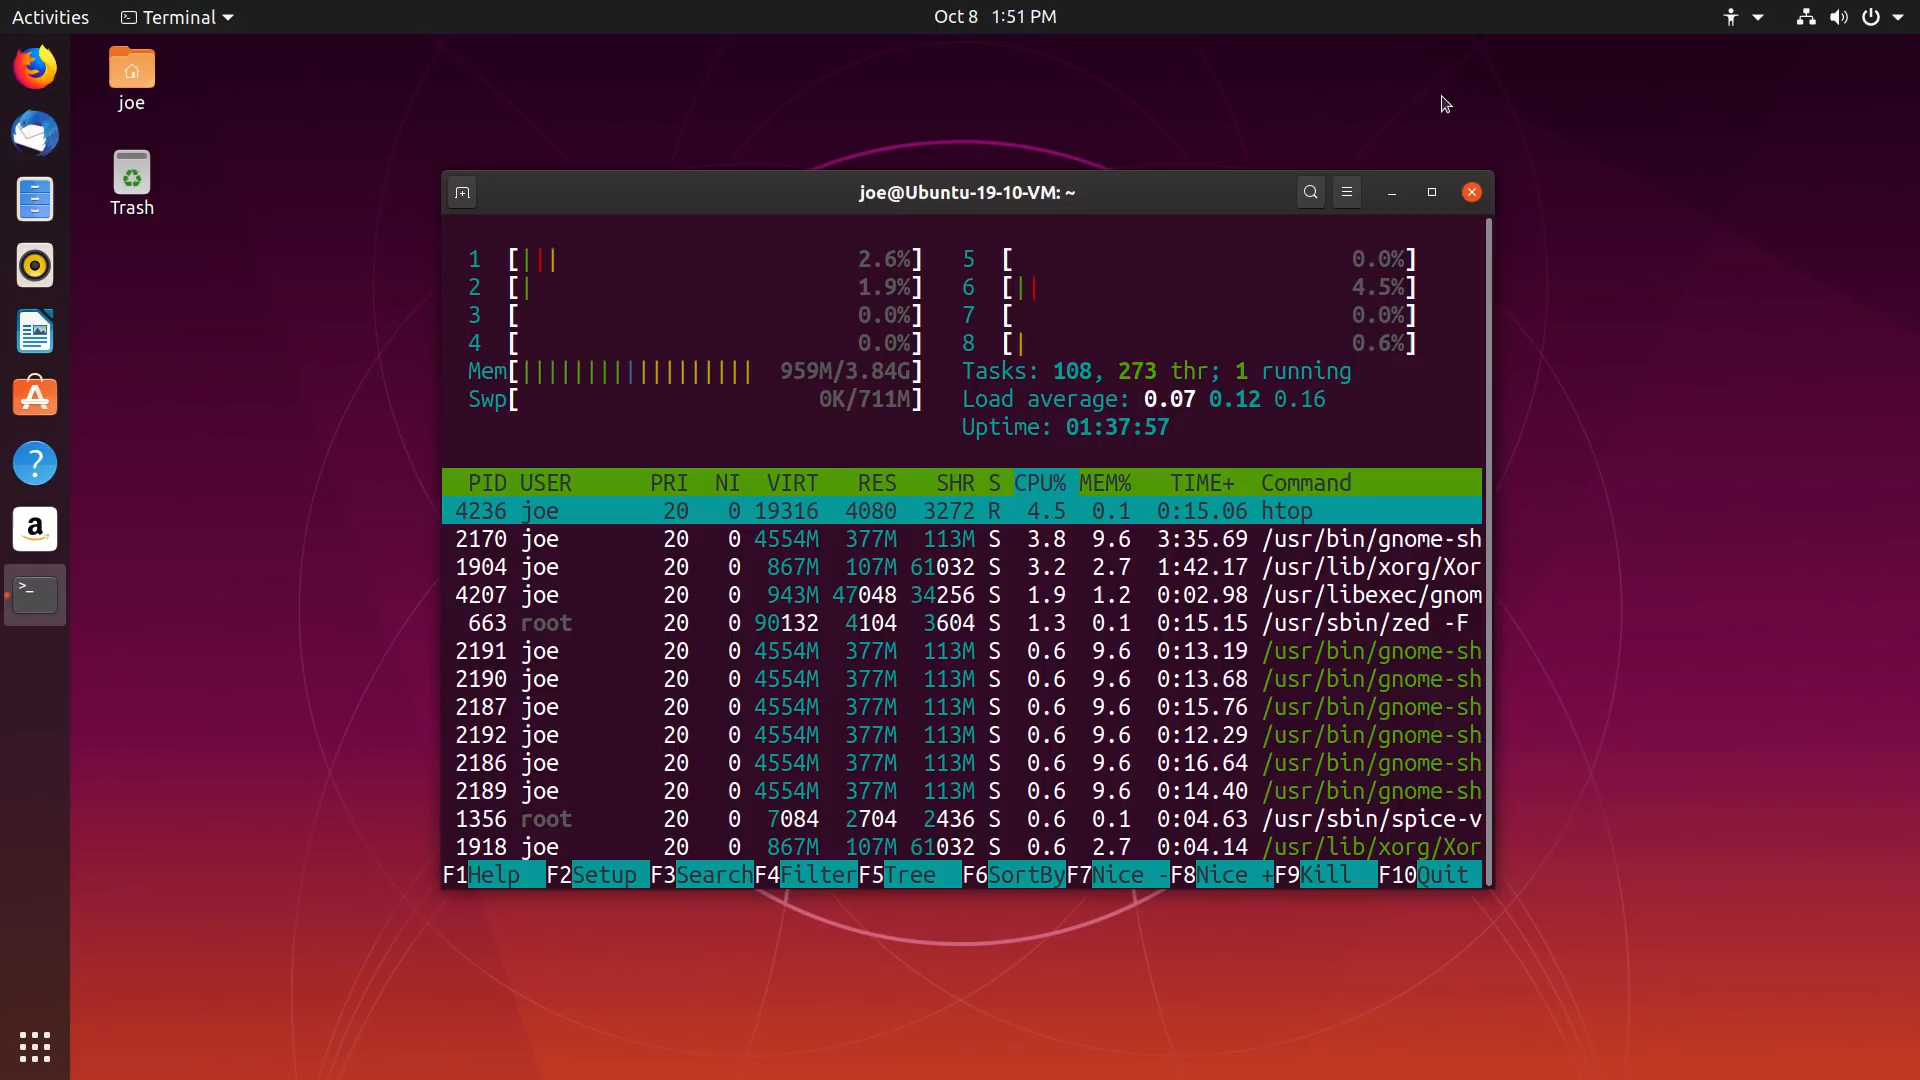 Activities Terminal Oct 8 1:51 PM
joe
Trash
joe@Ubuntu-19-10-VM: ~
1 [||| 2.6%] 5 [ 0.0%]
2 [| 1.9%] 6 [|| 4.5%]
3 [ 0.0%] 7 [ 0.0%]
4 [ 0.0%] 8 [| 0.6%]
Mem[|||||||||||||||||| 959M/3.84G] Tasks: 108, 273 thr; 1 running
Swp[ 0K/711M] Load average: 0.07 0.12 0.16
Uptime: 01:37:57
PID USER PRI NI VIRT RES SHR S CPU% MEM% TIME+ Command
4236 joe 20 0 19316 4080 3272 R 4.5 0.1 0:15.06 htop
2170 joe 20 0 4554M 377M 113M S 3.8 9.6 3:35.69 /usr/bin/gnome-sh
1904 joe 20 0 867M 107M 61032 S 3.2 2.7 1:42.17 /usr/lib/xorg/Xor
4207 joe 20 0 943M 47048 34256 S 1.9 1.2 0:02.98 /usr/libexec/gnom
663 root 20 0 90132 4104 3604 S 1.3 0.1 0:15.15 /usr/sbin/zed -F
2191 joe 20 0 4554M 377M 113M S 0.6 9.6 0:13.19 /usr/bin/gnome-sh
2190 joe 20 0 4554M 377M 113M S 0.6 9.6 0:13.68 /usr/bin/gnome-sh
2187 joe 20 0 4554M 377M 113M S 0.6 9.6 0:15.76 /usr/bin/gnome-sh
2192 joe 20 0 4554M 377M 113M S 0.6 9.6 0:12.29 /usr/bin/gnome-sh
2186 joe 20 0 4554M 377M 113M S 0.6 9.6 0:16.64 /usr/bin/gnome-sh
2189 joe 20 0 4554M 377M 113M S 0.6 9.6 0:14.40 /usr/bin/gnome-sh
1356 root 20 0 7084 2704 2436 S 0.6 0.1 0:04.63 /usr/sbin/spice-v
1918 joe 20 0 867M 107M 61032 S 0.6 2.7 0:04.14 /usr/lib/xorg/Xor
F1Help F2Setup F3SearchF4FilterF5Tree F6SortByF7Nice -F8Nice +F9Kill F10Quit